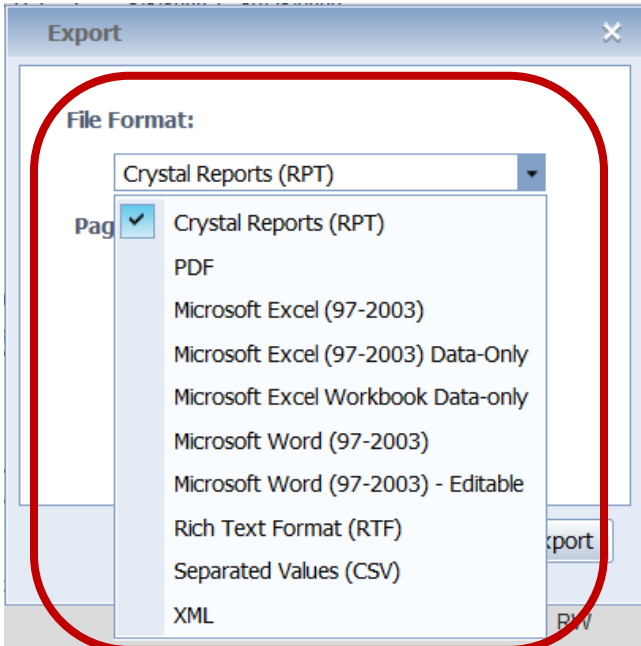 Export
File Format:
Crystal Reports (RPT)
Pag
Crystal Reports (RPT)
PDF
Microsoft Excel (97-2003)
Microsoft Excel (97-2003) Data-Only
Microsoft Excel Workbook Data-only
Microsoft Word (97-2003)
Microsoft Word (97-2003) - Editable
Rich Text Format (RTF)
xport
Separated Values (CSV)
XML
RW